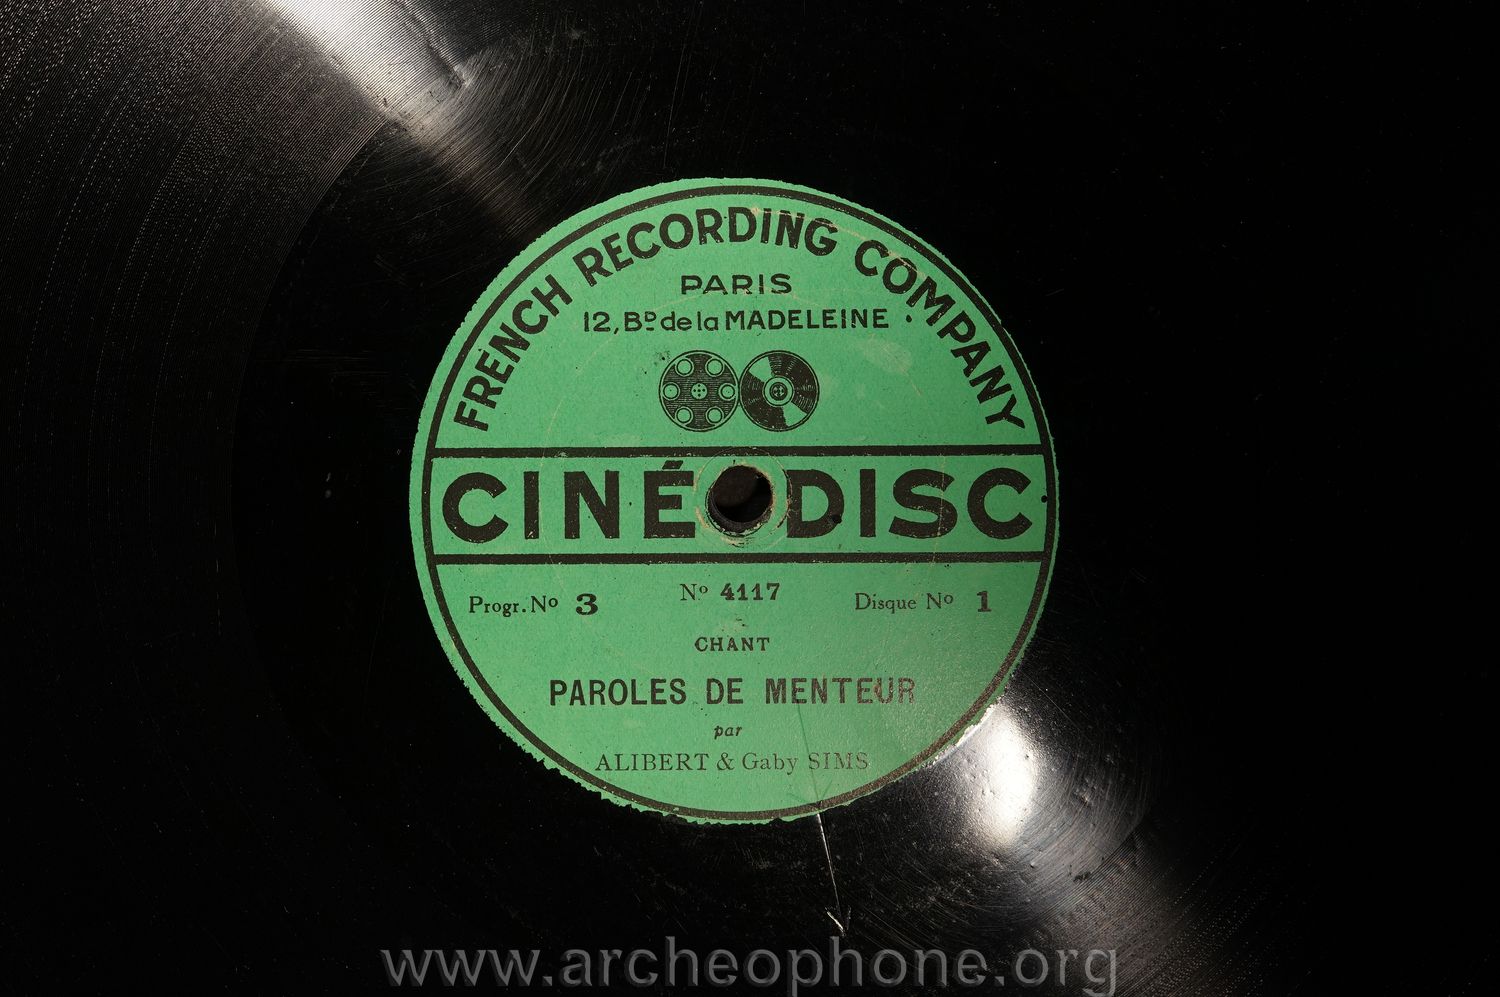 FRENCH RECORDING COMPANY
PARIS
12, Bᴅ de la MADELEINE
CINÉ DISC
Progr. Nº 3
Nº 4117
Disque Nº 1
CHANT
PAROLES DE MENTEUR
par
ALIBERT & Gaby SIMS
www.archeophone.org